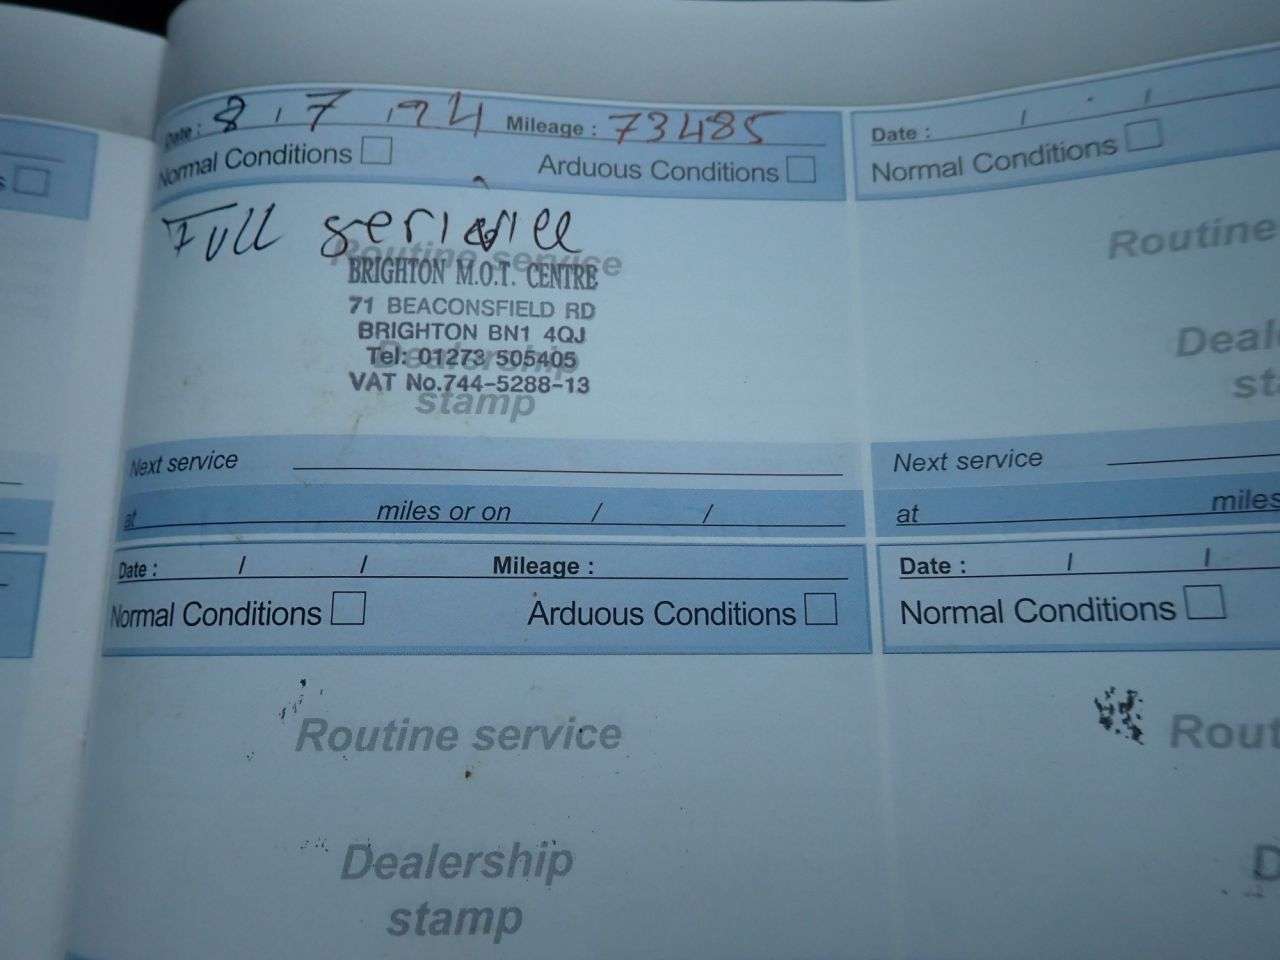 Date : 8 / 7 / 24 Mileage : 73485
Normal Conditions Arduous Conditions
Full service
Routine service
BRIGHTON M.O.T. CENTRE
71 BEACONSFIELD RD
BRIGHTON BN1 4QJ
Tel: 01273 505405
Dealership
VAT No.744-5288-13
stamp
Next service
at miles or on / /
Date : / / Mileage :
Normal Conditions Arduous Conditions
Routine service
Dealership
stamp
Date : / /
Normal Conditions
Routine
Next service
at miles
Date : / /
Normal Conditions